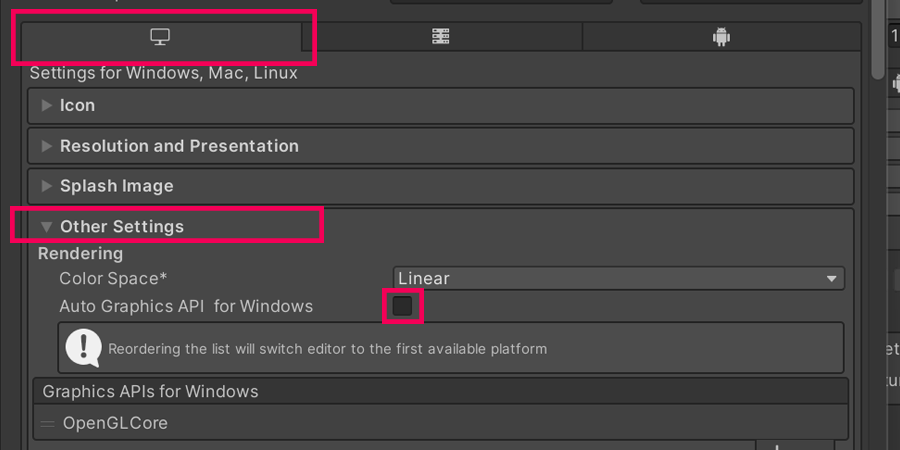 Settings for Windows, Mac, Linux
Icon
Resolution and Presentation
Splash Image
Other Settings
Rendering
Color Space*
Linear
Auto Graphics API for Windows
Reordering the list will switch editor to the first available platform
Graphics APIs for Windows
OpenGLCore